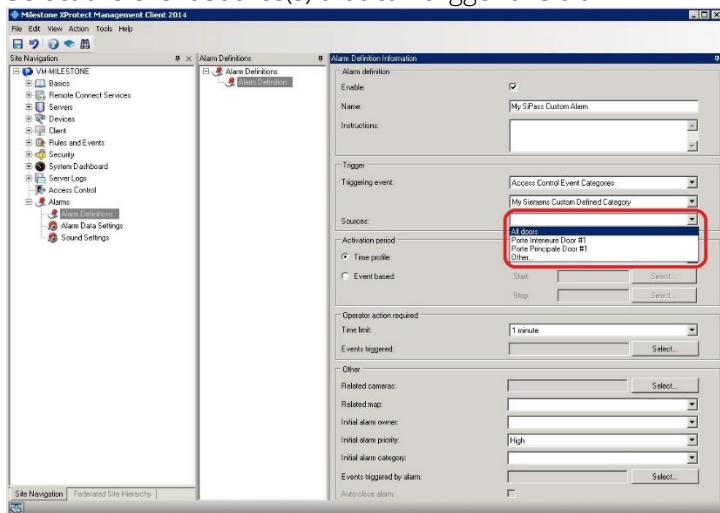 Milestone XProtect Management Client 2014
File Edit View Action Tools Help
Site Navigation
VM-MILESTONE
Basics
Remote Connect Services
Servers
Devices
Client
Rules and Events
Security
System Dashboard
Server Logs
Access Control
Alarms
Alarm Definitions
Alarm Data Settings
Sound Settings
Site Navigation Federated Site Hierarchy
Alarm Definitions
Alarm Definitions
Alarm Definition
Alarm Definition Information
Alarm definition
Enable:
Name: My SiPass Custom Alarm
Instructions:
Trigger
Triggering event: Access Control Event Categories
My Siemens Custom Defined Category
Sources:
All doors
Porte Interieure Door #1
Porte Principale Door #1
Other...
Activation period
Time profile:
Event based: Start: Select...
Stop: Select...
Operator action required
Time limit: 1 minute
Events triggered: Select...
Other
Related cameras: Select...
Related map:
Initial alarm owner:
Initial alarm priority: High
Initial alarm category:
Events triggered by alarm: Select...
Auto-close alarm: